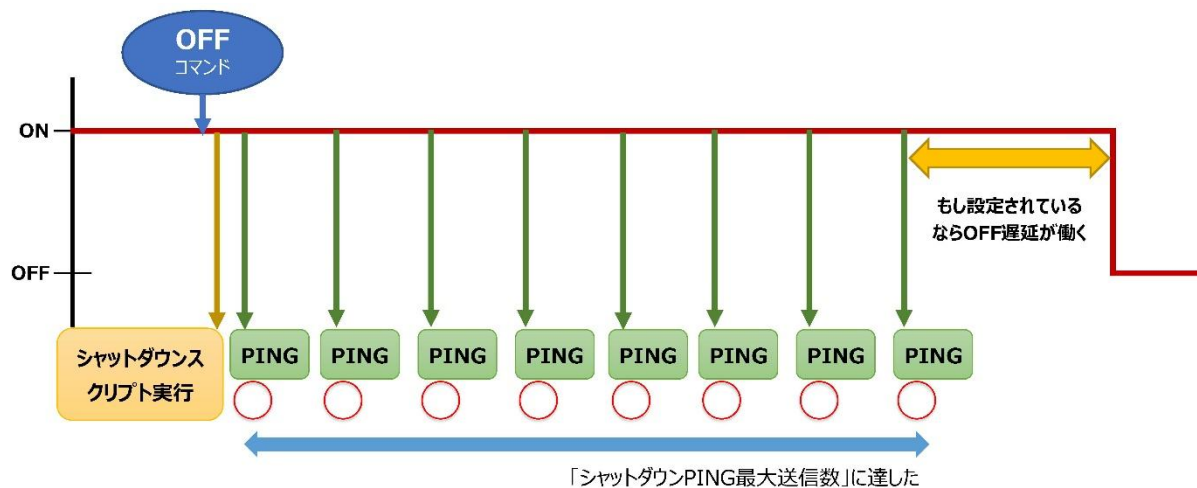 OFF
コマンド
ON
もし設定されている
ならOFF遅延が働く
OFF
シャットダウンス
クリプト実行
PING PING PING PING PING PING PING PING
「シャットダウンPING最大送信数」に達した